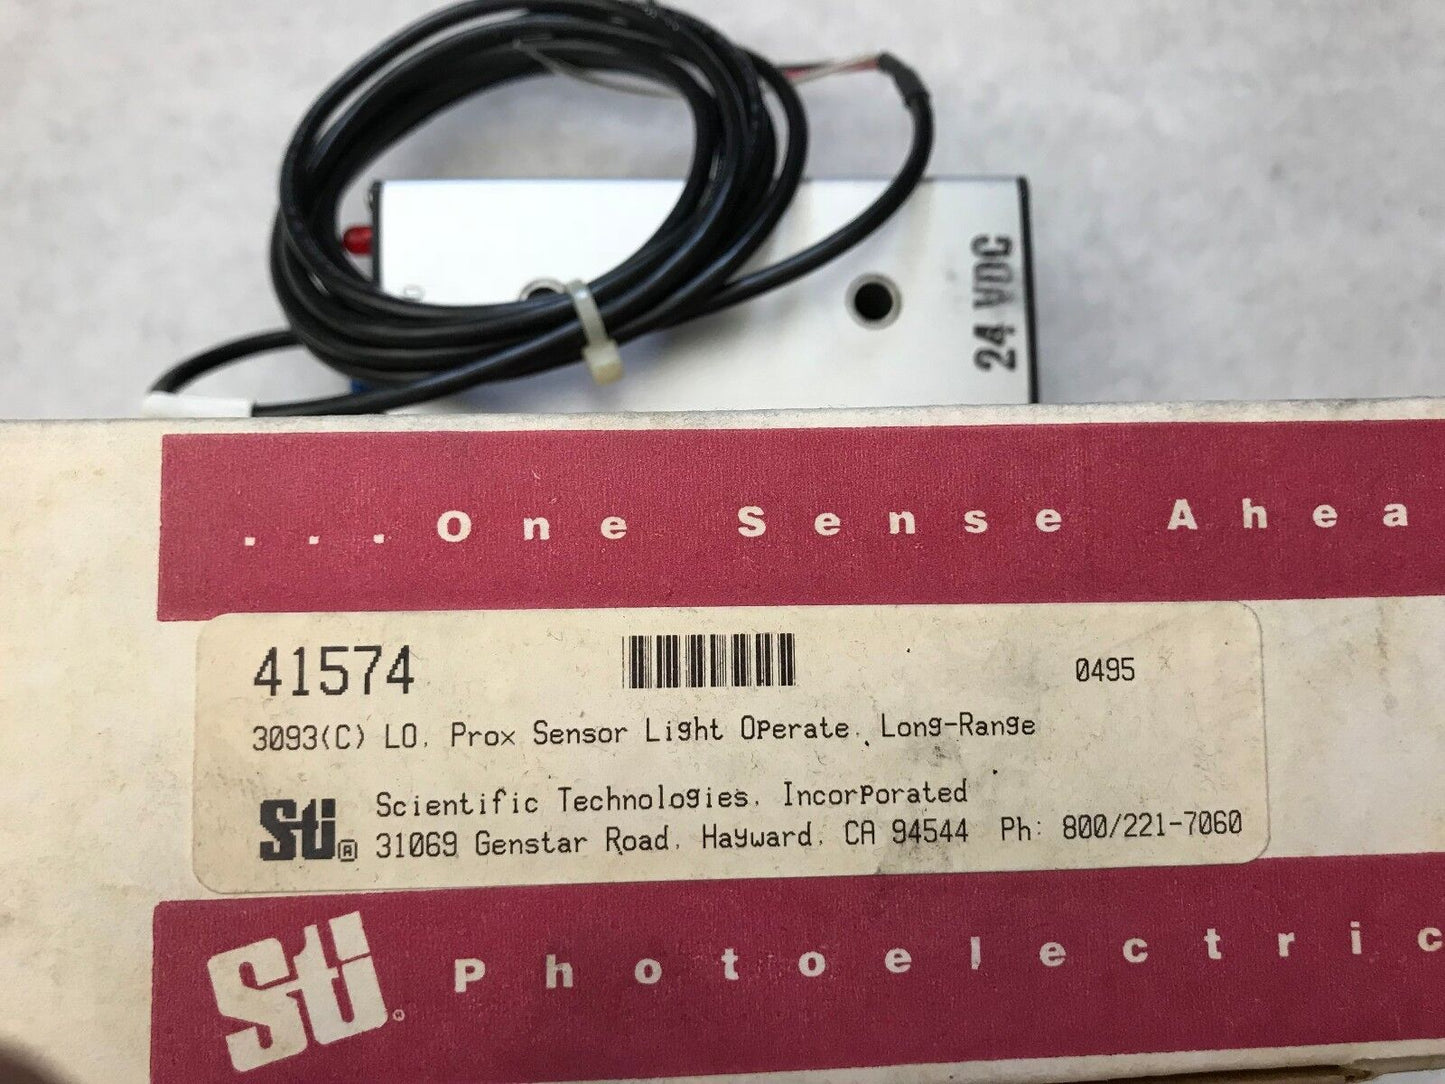 24 VDC
...One Sense Ahea
41574
0495
3093(C) LO, Prox Sensor Light Operate, Long-Range
Sti®
Scientific Technologies, Incorporated
31069 Genstar Road, Hayward, CA 94544 Ph: 800/221-7060
Sti® Photoelectric